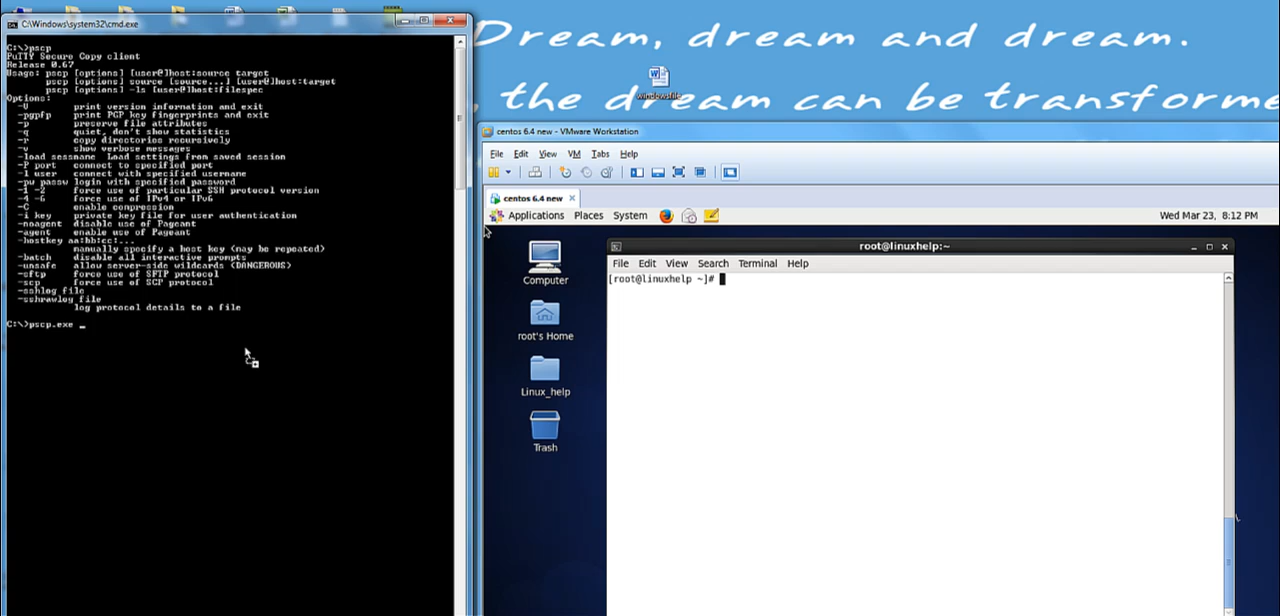 C:\Windows\system32\cmd.exe
C:\>pscp
PuTTY Secure Copy client
Release 0.67
Usage: pscp [options] [user@]host:source target
pscp [options] source [source...] [user@]host:target
pscp [options] -ls [user@]host:filespec
Options:
-V print version information and exit
-pgpfp print PGP key fingerprints and exit
-p preserve file attributes
-q quiet, don't show statistics
-r copy directories recursively
-v show verbose messages
-load sessname Load settings from saved session
-P port connect to specified port
-l user connect with specified username
-pw passw login with specified password
-1 -2 force use of particular SSH protocol version
-4 -6 force use of IPv4 or IPv6
-C enable compression
-i key private key file for user authentication
-noagent disable use of Pageant
-agent enable use of Pageant
-hostkey aa:bb:cc:...
manually specify a host key (may be repeated)
-batch disable all interactive prompts
-unsafe allow server-side wildcards (DANGEROUS)
-sftp force use of SFTP protocol
-scp force use of SCP protocol
-sshlog file
-sshrawlog file
log protocol details to a file
C:\>pscp.exe _
Dream, dream and dream.
, the dream can be transforme
windowsfile
centos 6.4 new - VMware Workstation
File Edit View VM Tabs Help
centos 6.4 new
Applications Places System Wed Mar 23, 8:12 PM
Computer
root's Home
Linux_help
Trash
root@linuxhelp:~
File Edit View Search Terminal Help
[root@linuxhelp ~]#